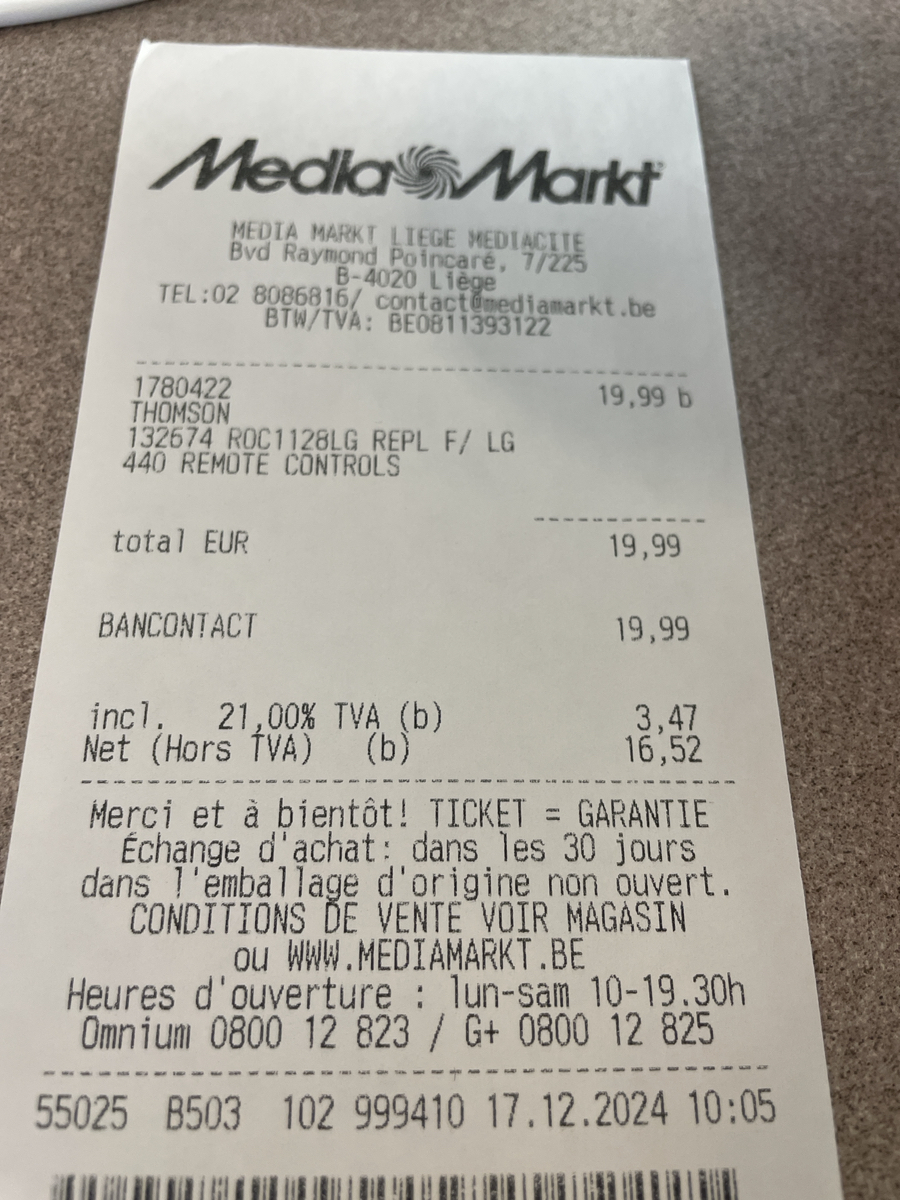 MediaMarkt
MEDIA MARKT LIEGE MEDIACITE
Bvd Raymond Poincaré, 7/225
B-4020 Liège
TEL:02 8086816/ contact@mediamarkt.be
BTW/TVA: BE0811393122
1780422 19,99 b
THOMSON
132674 ROC1128LG REPL F/ LG
440 REMOTE CONTROLS
total EUR 19,99
BANCONTACT 19,99
incl. 21,00% TVA (b) 3,47
Net (Hors TVA) (b) 16,52
Merci et à bientôt! TICKET = GARANTIE
Échange d'achat: dans les 30 jours
dans l'emballage d'origine non ouvert.
CONDITIONS DE VENTE VOIR MAGASIN
ou WWW.MEDIAMARKT.BE
Heures d'ouverture : lun-sam 10-19.30h
Omnium 0800 12 823 / G+ 0800 12 825
55025 B503 102 999410 17.12.2024 10:05